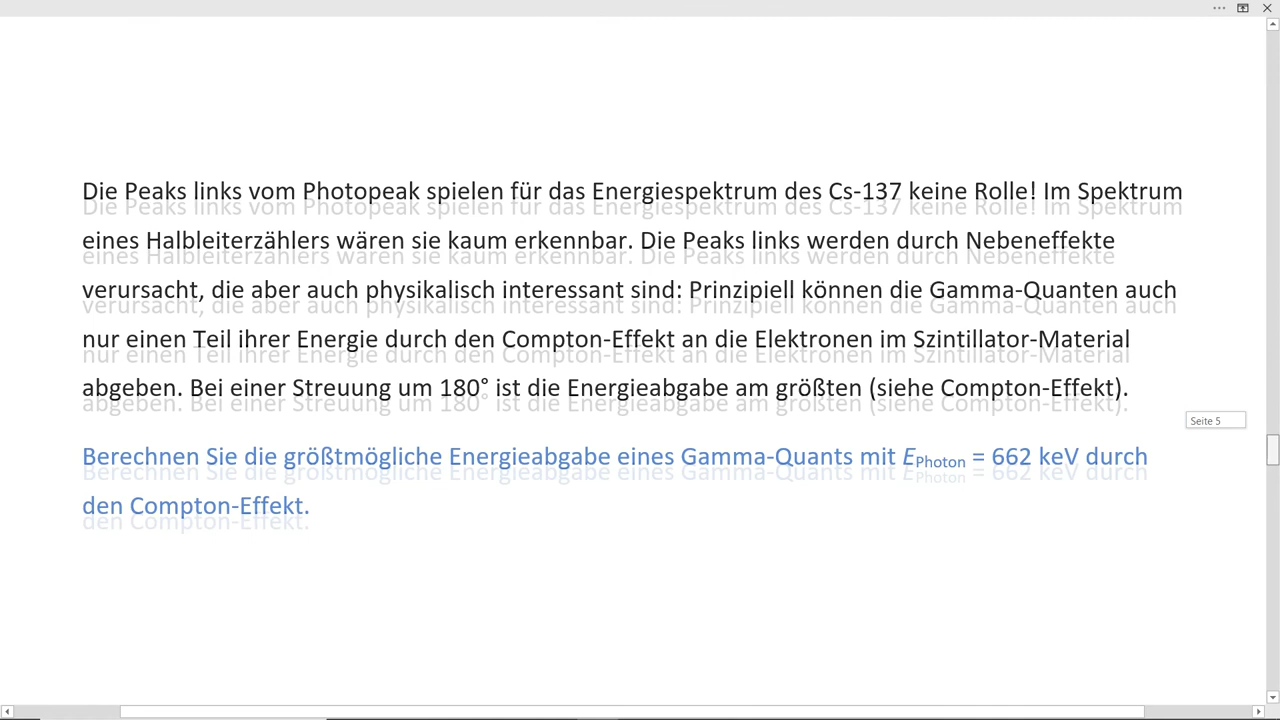 Die Peaks links vom Photopeak spielen für das Energiespektrum des Cs-137 keine Rolle! Im Spektrum
eines Halbleiterzählers wären sie kaum erkennbar. Die Peaks links werden durch Nebeneffekte
verursacht, die aber auch physikalisch interessant sind: Prinzipiell können die Gamma-Quanten auch
nur einen Teil ihrer Energie durch den Compton-Effekt an die Elektronen im Szintillator-Material
abgeben. Bei einer Streuung um 180° ist die Energieabgabe am größten (siehe Compton-Effekt).
Seite 5
Berechnen Sie die größtmögliche Energieabgabe eines Gamma-Quants mit E_Photon = 662 keV durch
den Compton-Effekt.